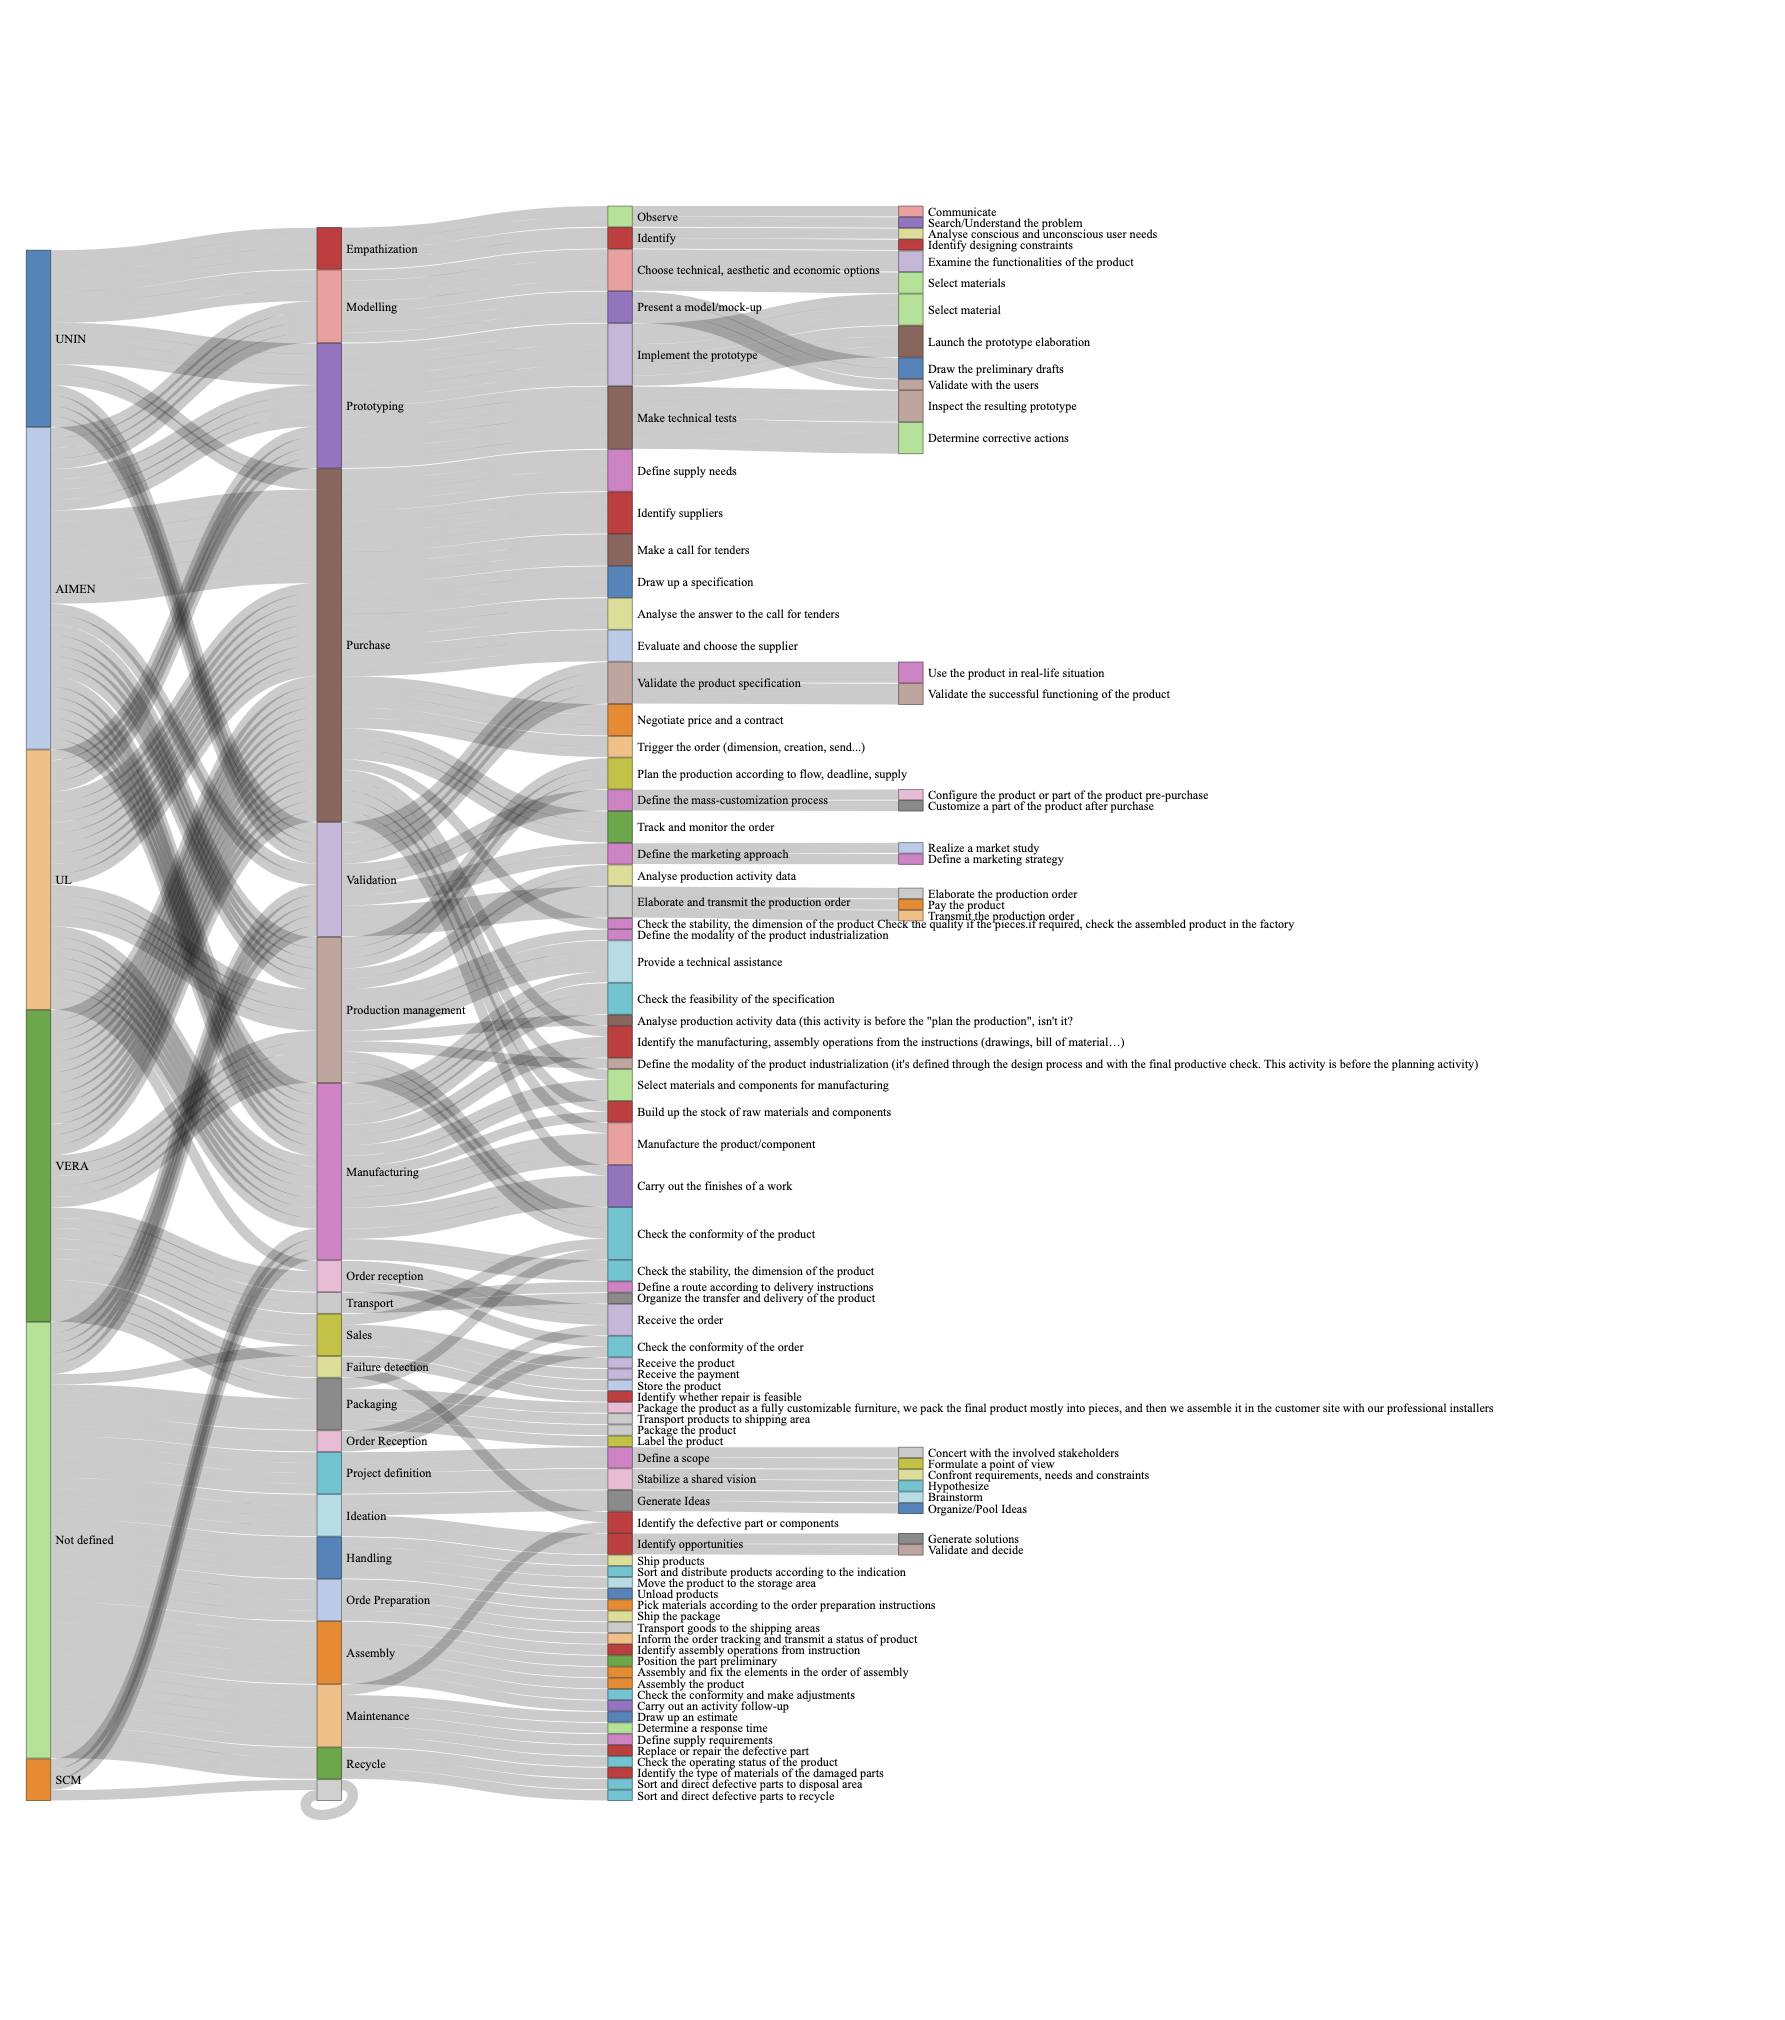 UNIN
AIMEN
UL
VERA
Not defined
SCM
Empathization
Modelling
Prototyping
Purchase
Validation
Production management
Manufacturing
Order reception
Transport
Sales
Failure detection
Packaging
Order Reception
Project definition
Ideation
Handling
Orde Preparation
Assembly
Maintenance
Recycle
Observe
Identify
Choose technical, aesthetic and economic options
Present a model/mock-up
Implement the prototype
Make technical tests
Define supply needs
Identify suppliers
Make a call for tenders
Draw up a specification
Analyse the answer to the call for tenders
Evaluate and choose the supplier
Validate the product specification
Negotiate price and a contract
Trigger the order (dimension, creation, send...)
Plan the production according to flow, deadline, supply
Define the mass-customization process
Track and monitor the order
Define the marketing approach
Analyse production activity data
Elaborate and transmit the production order
Check the stability, the dimension of the product Check the quality if the pieces.if required, check the assembled product in the factory
Define the modality of the product industrialization
Provide a technical assistance
Check the feasibility of the specification
Analyse production activity data (this activity is before the "plan the production", isn't it?
Identify the manufacturing, assembly operations from the instructions (drawings, bill of material…)
Define the modality of the product industrialization (it's defined through the design process and with the final productive check. This activity is before the planning activity)
Select materials and components for manufacturing
Build up the stock of raw materials and components
Manufacture the product/component
Carry out the finishes of a work
Check the conformity of the product
Check the stability, the dimension of the product
Define a route according to delivery instructions
Organize the transfer and delivery of the product
Receive the order
Check the conformity of the order
Receive the product
Receive the payment
Store the product
Identify whether repair is feasible
Package the product as a fully customizable furniture, we pack the final product mostly into pieces, and then we assemble it in the customer site with our professional installers
Transport products to shipping area
Package the product
Label the product
Define a scope
Stabilize a shared vision
Generate Ideas
Identify the defective part or components
Identify opportunities
Ship products
Sort and distribute products according to the indication
Move the product to the storage area
Unload products
Pick materials according to the order preparation instructions
Ship the package
Transport goods to the shipping areas
Inform the order tracking and transmit a status of product
Identify assembly operations from instruction
Position the part preliminary
Assembly and fix the elements in the order of assembly
Assembly the product
Check the conformity and make adjustments
Carry out an activity follow-up
Draw up an estimate
Determine a response time
Define supply requirements
Replace or repair the defective part
Check the operating status of the product
Identify the type of materials of the damaged parts
Sort and direct defective parts to disposal area
Sort and direct defective parts to recycle
Communicate
Search/Understand the problem
Analyse conscious and unconscious user needs
Identify designing constraints
Examine the functionalities of the product
Select materials
Select material
Launch the prototype elaboration
Draw the preliminary drafts
Validate with the users
Inspect the resulting prototype
Determine corrective actions
Use the product in real-life situation
Validate the successful functioning of the product
Configure the product or part of the product pre-purchase
Customize a part of the product after purchase
Realize a market study
Define a marketing strategy
Elaborate the production order
Pay the product
Transmit the production order
Concert with the involved stakeholders
Formulate a point of view
Confront requirements, needs and constraints
Hypothesize
Brainstorm
Organize/Pool Ideas
Generate solutions
Validate and decide